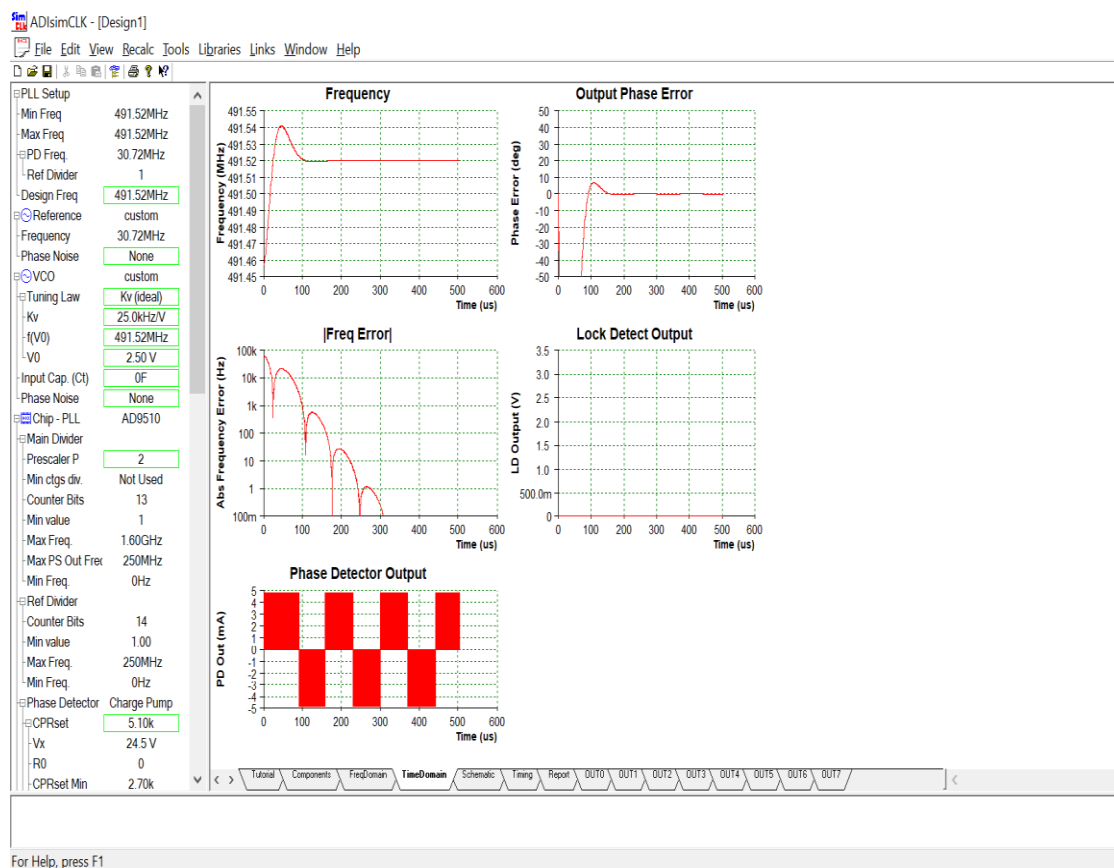 Sim CLK ADIsimCLK - [Design1]
File Edit View Recalc Tools Libraries Links Window Help
PLL Setup
Min Freq 491.52MHz
Max Freq 491.52MHz
PD Freq. 30.72MHz
Ref Divider 1
Design Freq 491.52MHz
Reference custom
Frequency 30.72MHz
Phase Noise None
VCO custom
Tuning Law Kv (ideal)
Kv 25.0kHz/V
f(V0) 491.52MHz
V0 2.50 V
Input Cap. (Ct) 0F
Phase Noise None
Chip - PLL AD9510
Main Divider
Prescaler P 2
Min ctgs div. Not Used
Counter Bits 13
Min value 1
Max Freq. 1.60GHz
Max PS Out Frec 250MHz
Min Freq. 0Hz
Ref Divider
Counter Bits 14
Min value 1.00
Max Freq. 250MHz
Min Freq. 0Hz
Phase Detector Charge Pump
CPRset 5.10k
Vx 24.5 V
R0 0
CPRset Min 2.70k
Frequency
Frequency (MHz)
491.55
491.54
491.53
491.52
491.51
491.50
491.49
491.48
491.47
491.46
491.45
0 100 200 300 400 500 600
Time (us)
Output Phase Error
Phase Error (deg)
50
40
30
20
10
0
-10
-20
-30
-40
-50
0 100 200 300 400 500 600
Time (us)
|Freq Error|
Abs Frequency Error (Hz)
100k
10k
1k
100
10
1
100m
0 100 200 300 400 500 600
Time (us)
Lock Detect Output
LD Output (V)
3.5
3.0
2.5
2.0
1.5
1.0
500.0m
0
0 100 200 300 400 500 600
Time (us)
Phase Detector Output
PD Out (mA)
5
4
3
2
1
0
-1
-2
-3
-4
-5
0 100 200 300 400 500 600
Time (us)
Tutorial Components FreqDomain TimeDomain Schematic Timing Report OUT0 OUT1 OUT2 OUT3 OUT4 OUT5 OUT6 OUT7
For Help, press F1